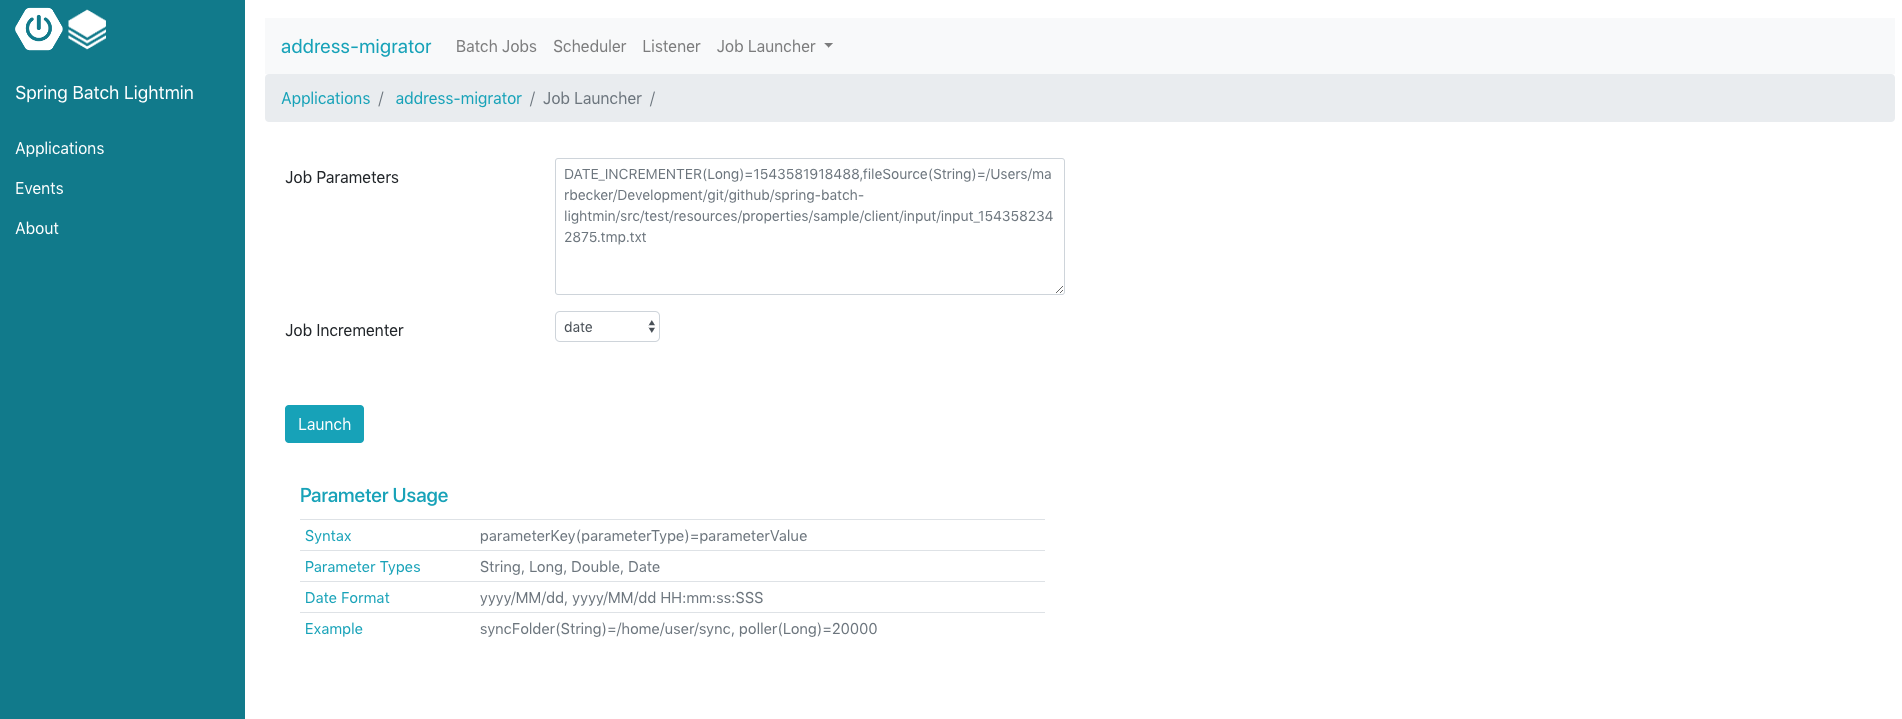 Spring Batch Lightmin
Applications
Events
About
address-migrator Batch Jobs Scheduler Listener Job Launcher
Applications / address-migrator / Job Launcher /
Job Parameters
DATE_INCREMENTER(Long)=1543581918488,fileSource(String)=/Users/ma
rbecker/Development/git/github/spring-batch-
lightmin/src/test/resources/properties/sample/client/input/input_154358234
2875.tmp.txt
Job Incrementer
date
Launch
Parameter Usage
Syntax parameterKey(parameterType)=parameterValue
Parameter Types String, Long, Double, Date
Date Format yyyy/MM/dd, yyyy/MM/dd HH:mm:ss:SSS
Example syncFolder(String)=/home/user/sync, poller(Long)=20000